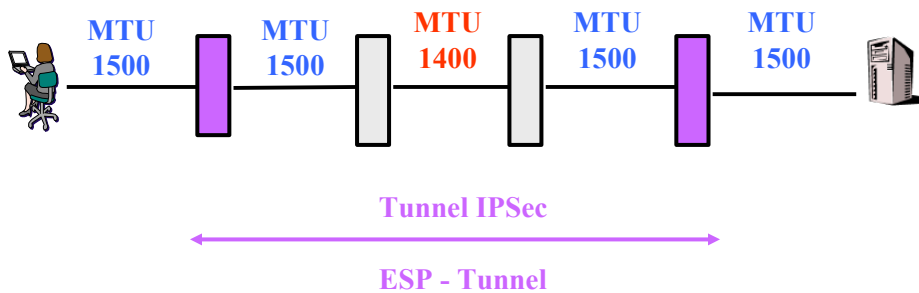 MTU MTU MTU MTU MTU
1500 1500 1400 1500 1500
Tunnel IPSec
ESP - Tunnel